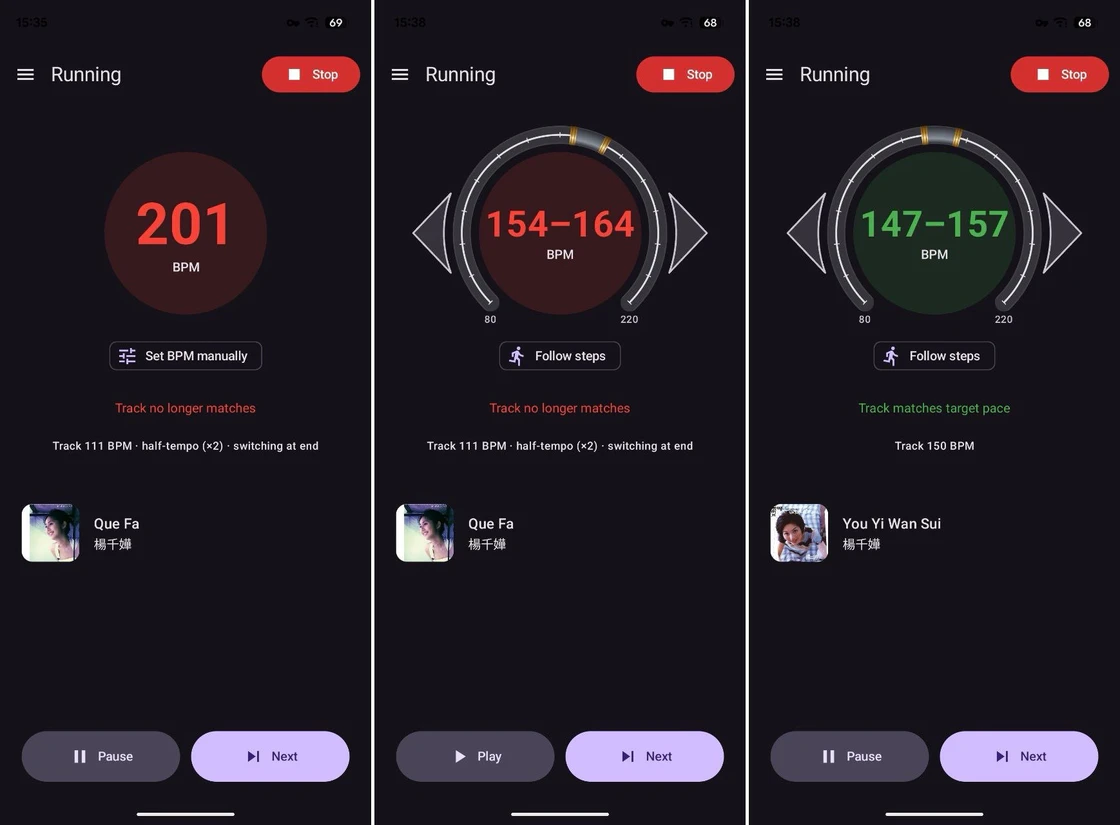 15:35
69
Running
Stop
201
BPM
Set BPM manually
Track no longer matches
Track 111 BPM · half-tempo (×2) · switching at end
Que Fa
楊千嬅
Pause
Next
15:38
68
Running
Stop
154–164
BPM
80
220
Follow steps
Track no longer matches
Track 111 BPM · half-tempo (×2) · switching at end
Que Fa
楊千嬅
Play
Next
15:38
68
Running
Stop
147–157
BPM
80
220
Follow steps
Track matches target pace
Track 150 BPM
You Yi Wan Sui
楊千嬅
Pause
Next